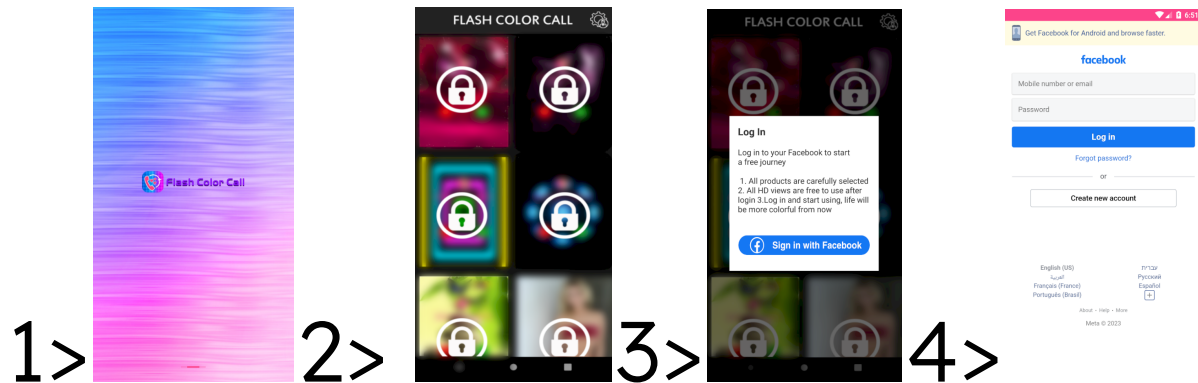 1>
Flash Color Call
2>
FLASH COLOR CALL
3>
FLASH COLOR CALL
Log In
Log in to your Facebook to start
a free journey
1. All products are carefully selected
2. All HD views are free to use after
login 3.Log in and start using, life will
be more colorful from now
Sign in with Facebook
4>
6:51
Get Facebook for Android and browse faster.
facebook
Mobile number or email
Password
Log in
Forgot password?
or
Create new account
English (US)
עברית
العربية
Русский
Français (France)
Español
Português (Brasil)
About · Help · More
Meta © 2023